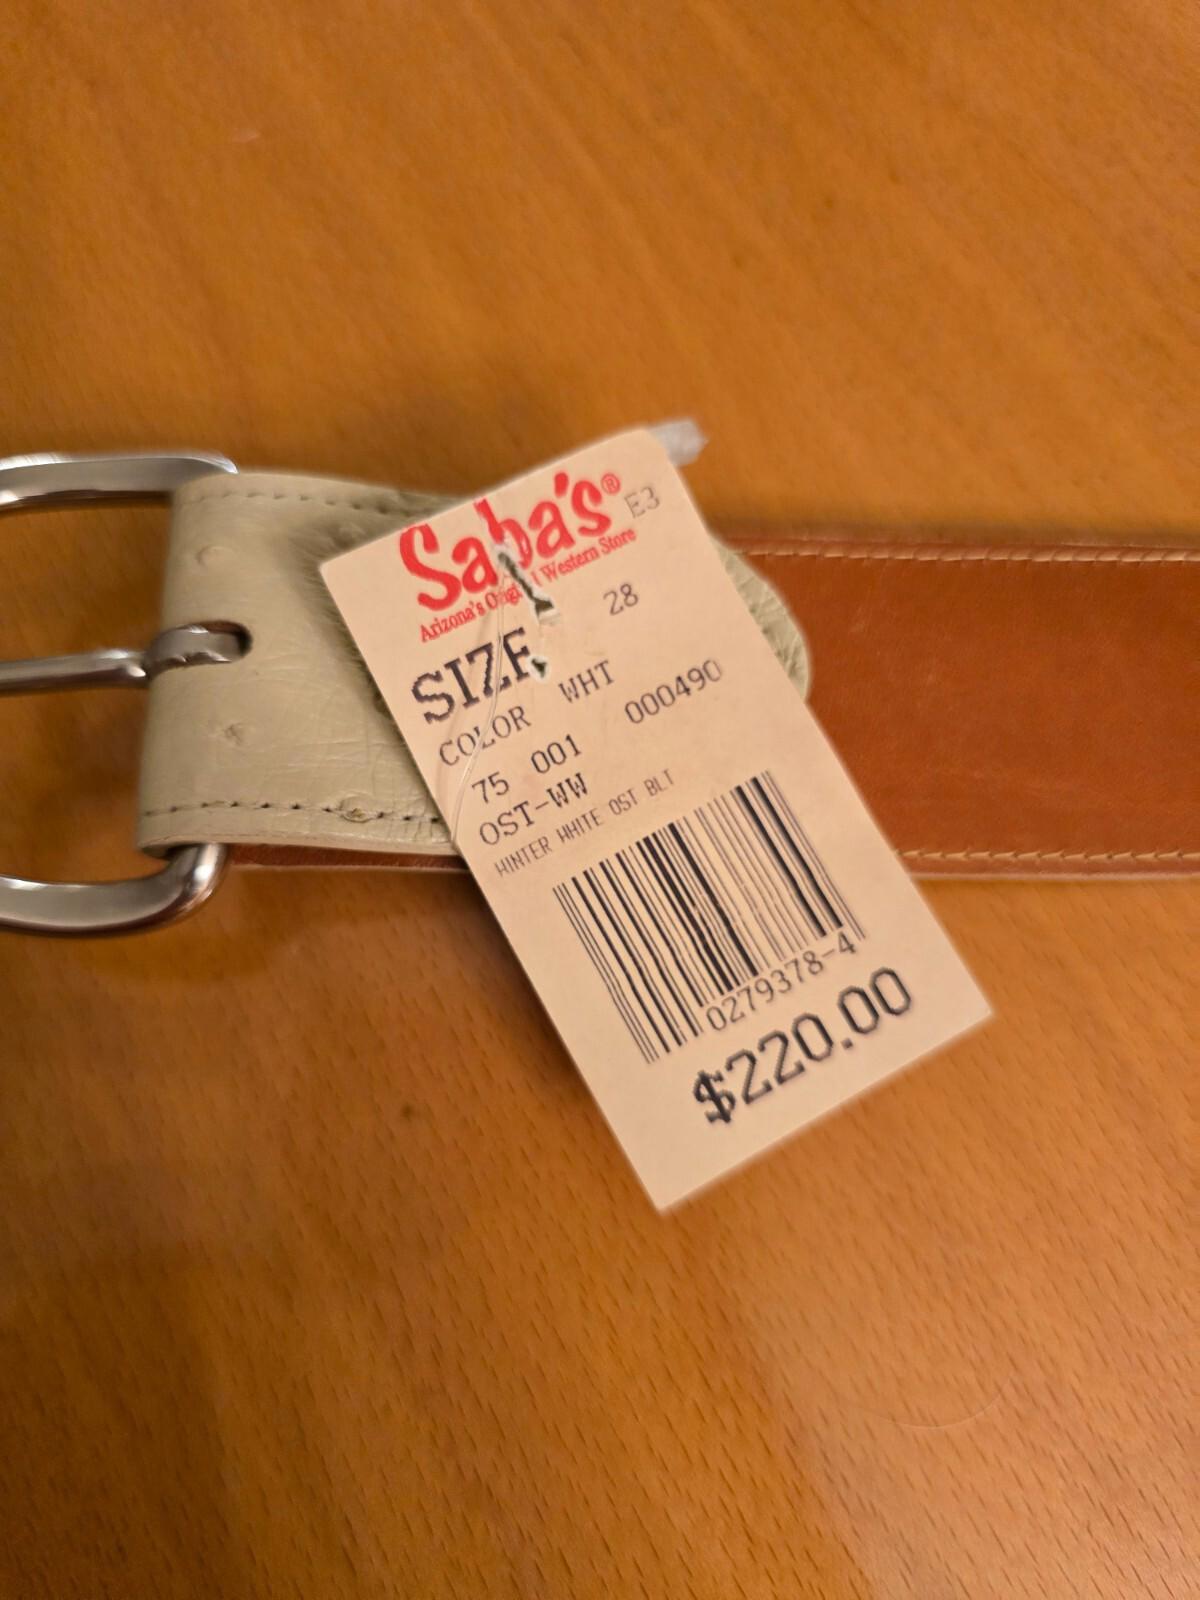 Saba's®
E3
Arizona's Original Western Store
SIZE 28
COLOR WHT
75 001 000490
OST-WW
WINTER WHITE OST BLT
0279378-4
$220.00